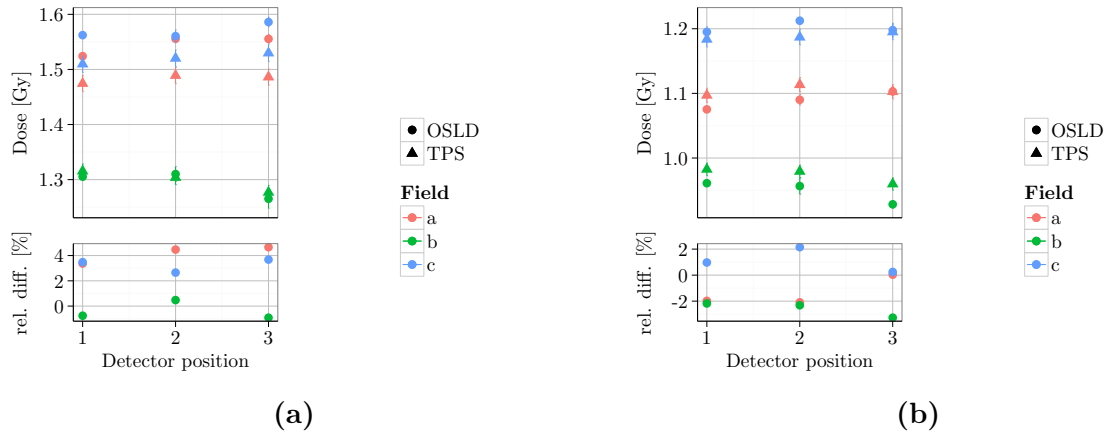 1.6
1.5
1.4
1.3
Dose [Gy]
4
2
0
rel. diff. [%]
1 2 3
Detector position
OSLD
TPS
Field
a
b
c
(a)
1.2
1.1
1.0
Dose [Gy]
2
0
-2
rel. diff. [%]
1 2 3
Detector position
OSLD
TPS
Field
a
b
c
(b)